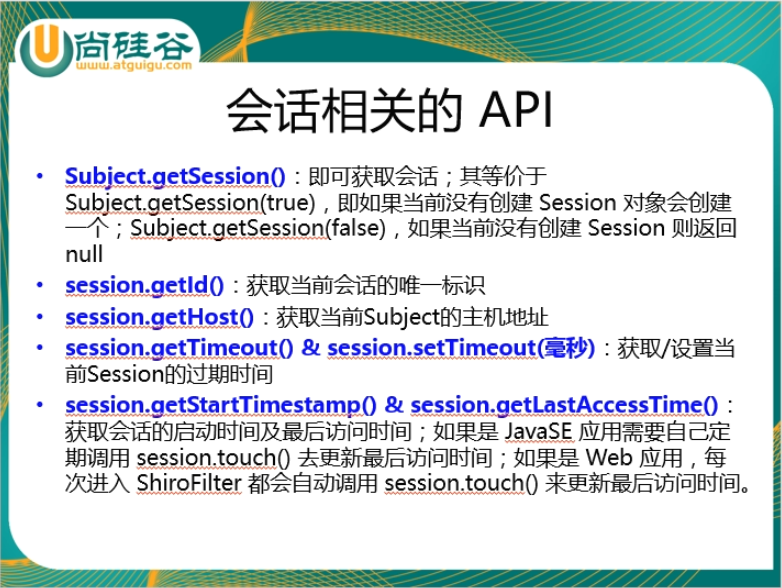 尚硅谷
www.atguigu.com
会话相关的 API
• Subject.getSession()：即可获取会话；其等价于
Subject.getSession(true)，即如果当前没有创建 Session 对象会创建
一个；Subject.getSession(false)，如果当前没有创建 Session 则返回
null
• session.getId()：获取当前会话的唯一标识
• session.getHost()：获取当前Subject的主机地址
• session.getTimeout() & session.setTimeout(毫秒)：获取/设置当
前Session的过期时间
• session.getStartTimestamp() & session.getLastAccessTime()：
获取会话的启动时间及最后访问时间；如果是 JavaSE 应用需要自己定
期调用 session.touch() 去更新最后访问时间；如果是 Web 应用，每
次进入 ShiroFilter 都会自动调用 session.touch() 来更新最后访问时间。